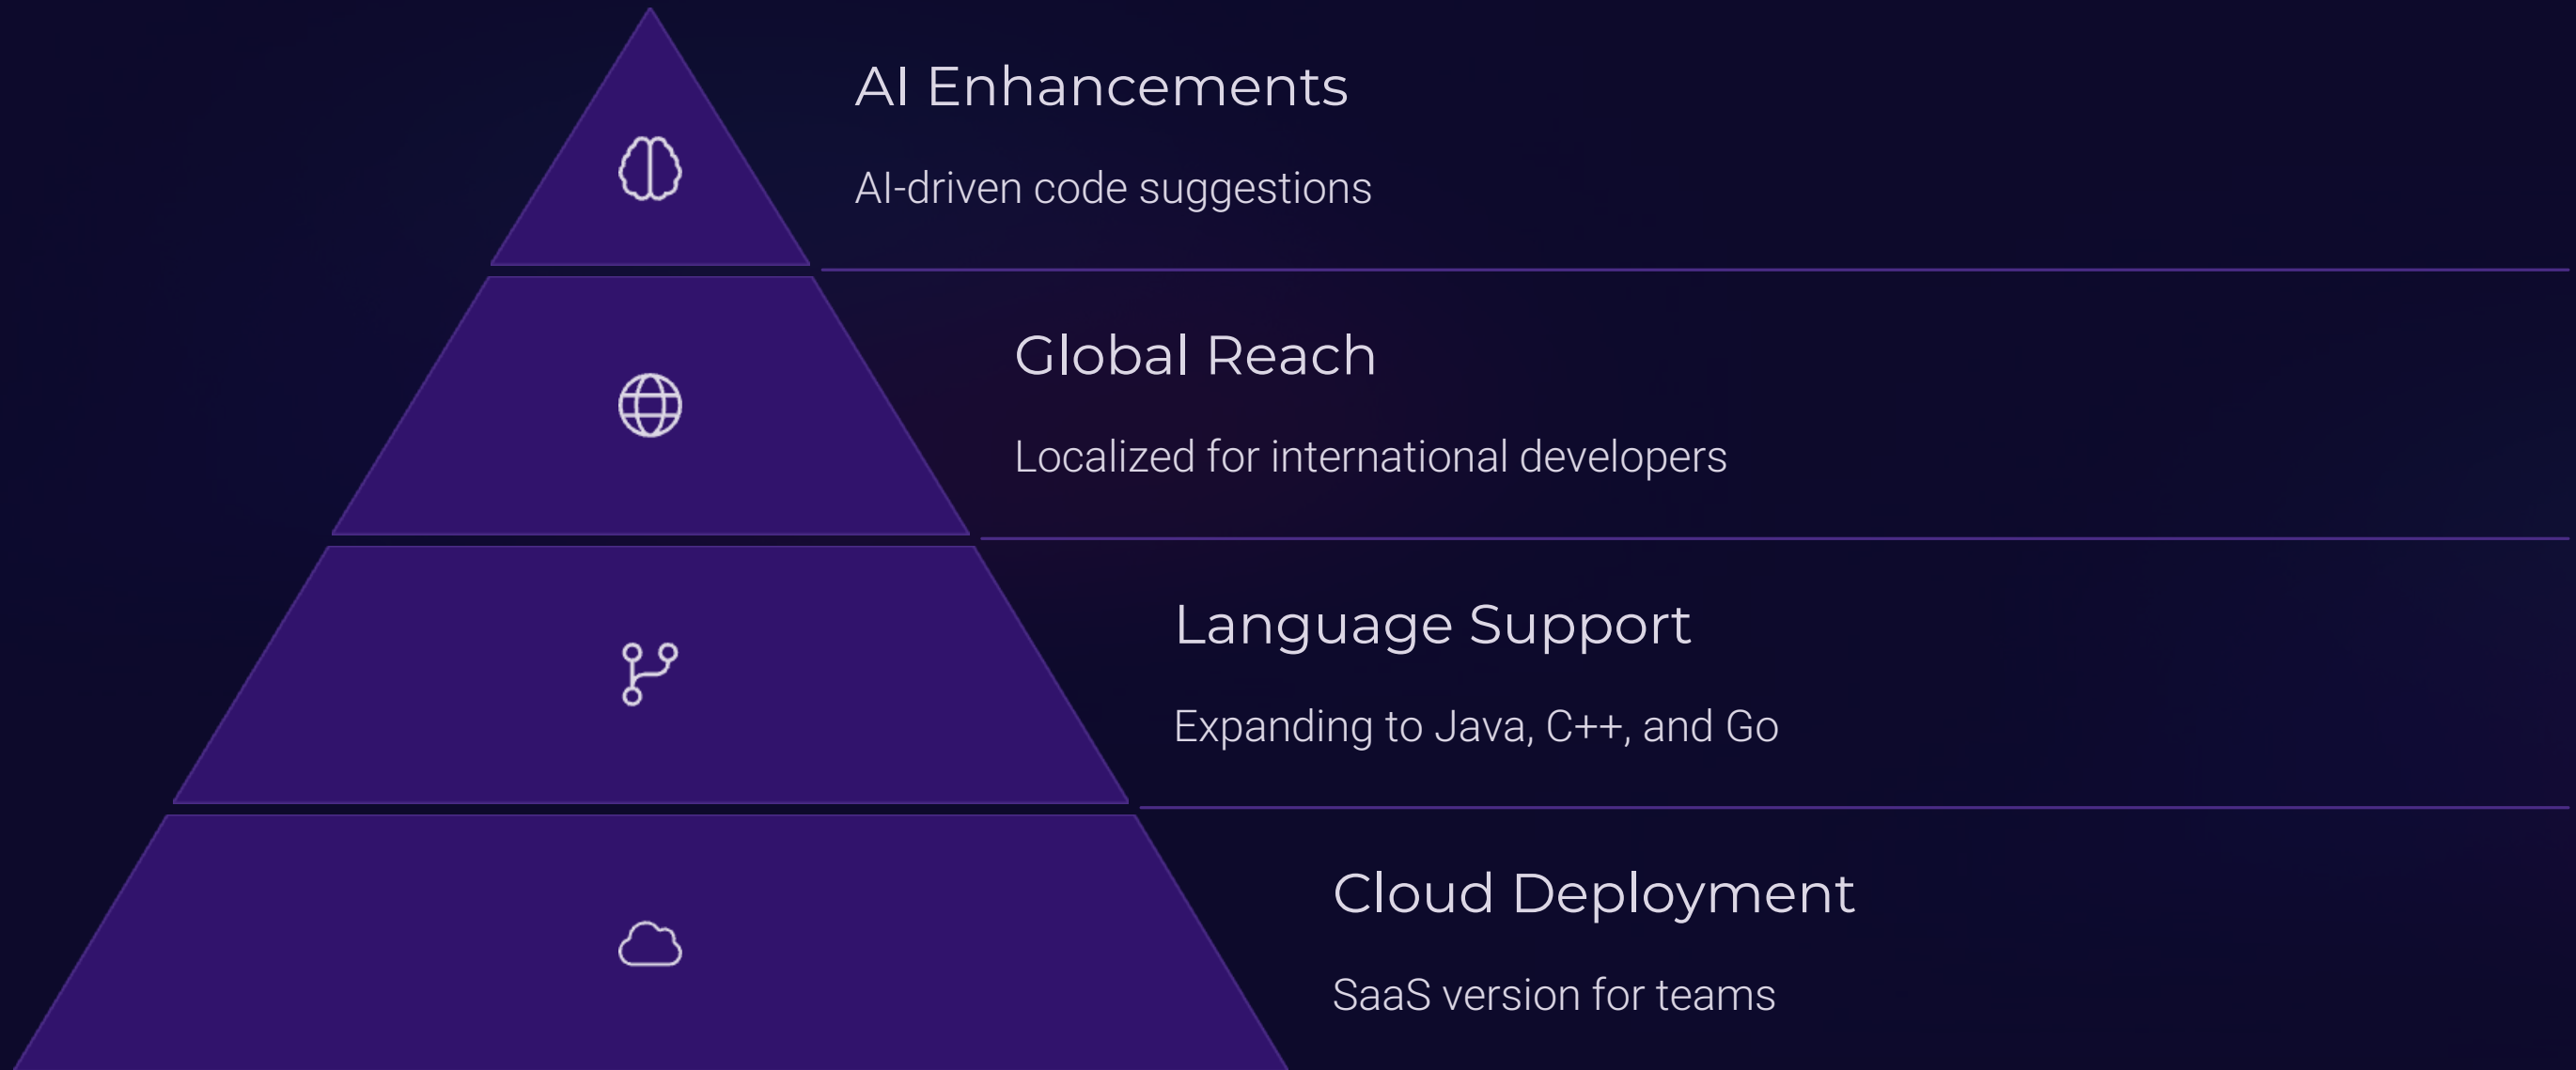 AI Enhancements
AI-driven code suggestions
Global Reach
Localized for international developers
Language Support
Expanding to Java, C++, and Go
Cloud Deployment
SaaS version for teams